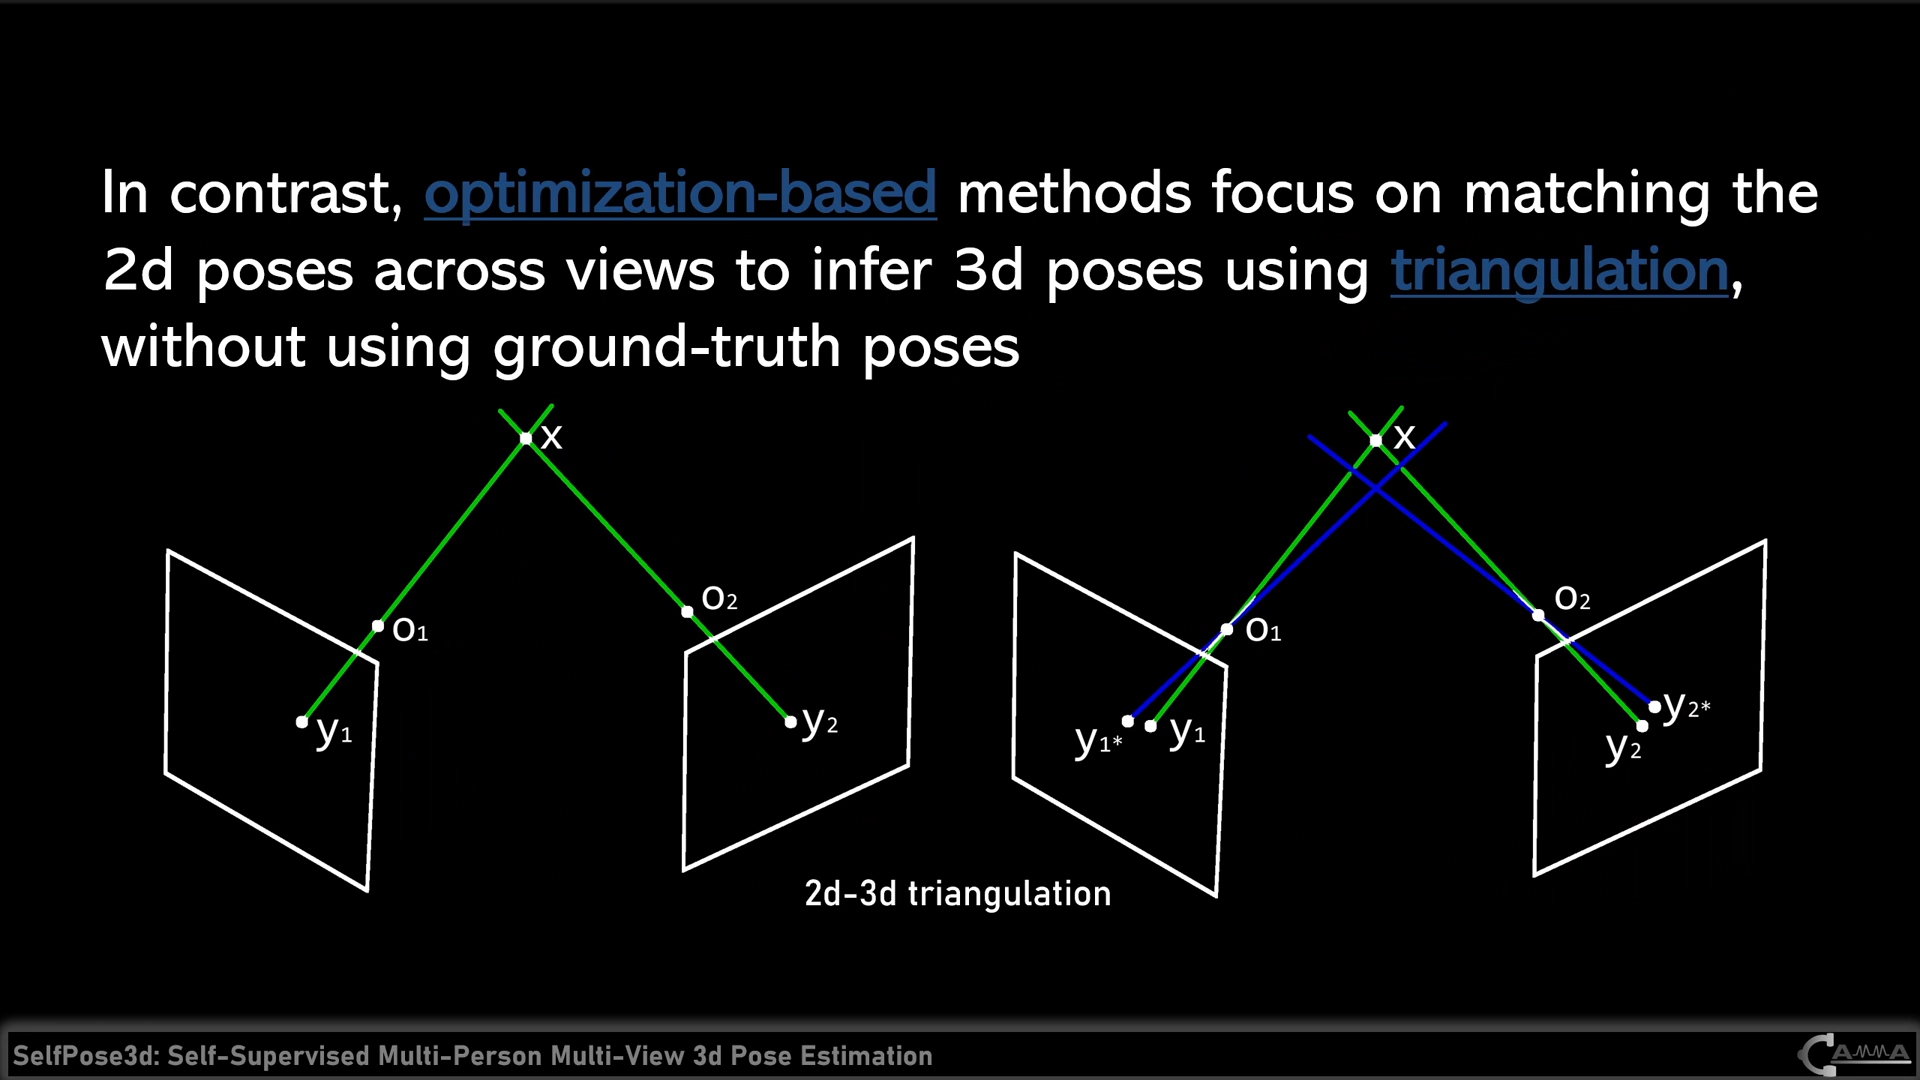 In contrast, optimization-based methods focus on matching the
2d poses across views to infer 3d poses using triangulation,
without using ground-truth poses
x
o1
o2
y1
y2
x
o1
o2
y1*
y1
y2*
y2
2d-3d triangulation
SelfPose3d: Self-Supervised Multi-Person Multi-View 3d Pose Estimation
CAMMA